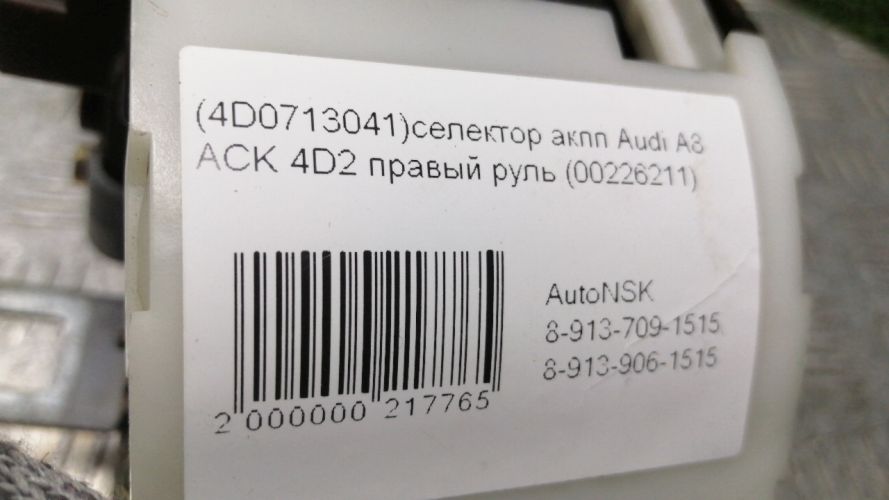 (4D0713041)селектор акпп Audi A8
ACK 4D2 правый руль (00226211)
AutoNSK
8-913-709-1515
8-913-906-1515
2 000000 217765